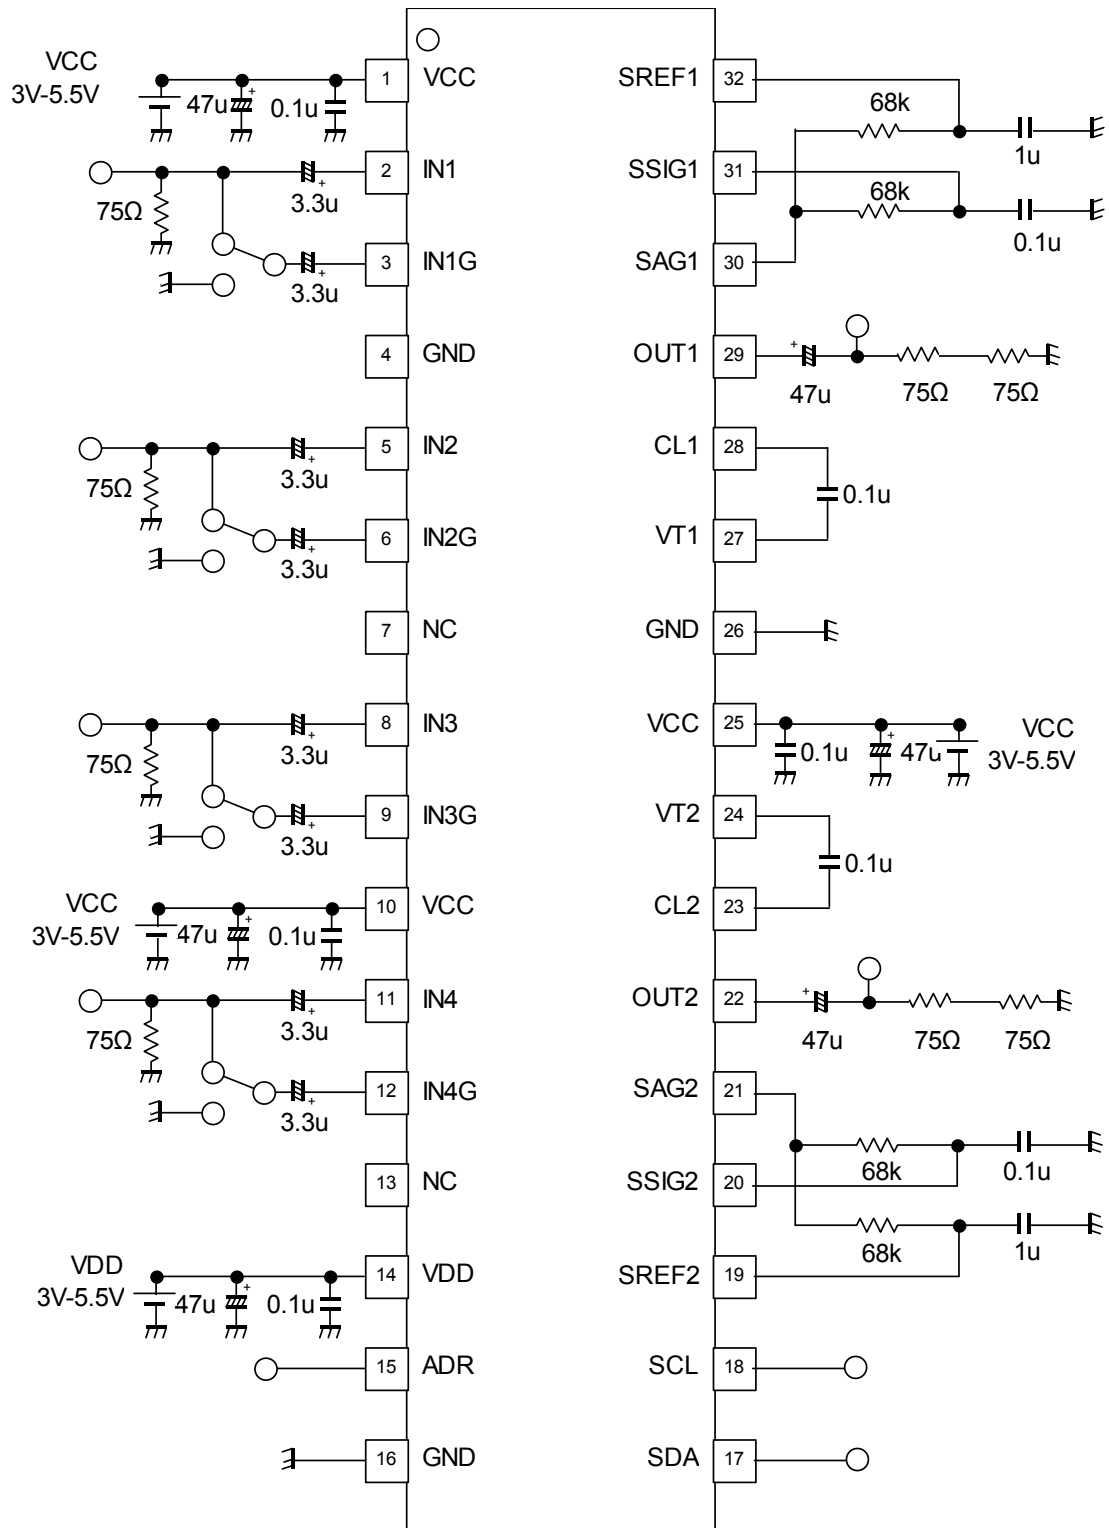 VCC
3V-5.5V
47u
+
0.1u
1
VCC
75Ω
3.3u
+
2
IN1
3.3u
+
3
IN1G
4
GND
75Ω
3.3u
+
5
IN2
3.3u
+
6
IN2G
7
NC
75Ω
3.3u
+
8
IN3
3.3u
+
9
IN3G
VCC
3V-5.5V
47u
+
0.1u
10
VCC
75Ω
3.3u
+
11
IN4
3.3u
+
12
IN4G
13
NC
VDD
3V-5.5V
47u
+
0.1u
14
VDD
15
ADR
16
GND
SREF1
32
68k
1u
SSIG1
31
68k
0.1u
SAG1
30
OUT1
29
+
47u
75Ω
75Ω
CL1
28
0.1u
VT1
27
GND
26
VCC
25
0.1u
+
47u
VCC
3V-5.5V
VT2
24
0.1u
CL2
23
OUT2
22
+
47u
75Ω
75Ω
SAG2
21
68k
0.1u
SSIG2
20
68k
1u
SREF2
19
SCL
18
SDA
17